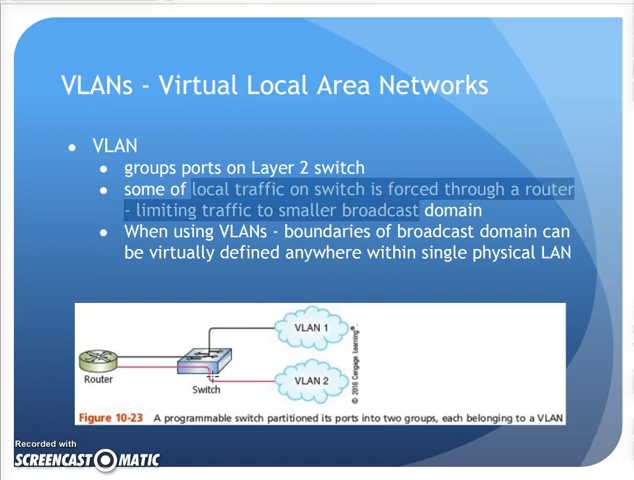 VLANs - Virtual Local Area Networks
VLAN
groups ports on Layer 2 switch
some of local traffic on switch is forced through a router
- limiting traffic to smaller broadcast domain
When using VLANs - boundaries of broadcast domain can
be virtually defined anywhere within single physical LAN
VLAN 1
Router
Switch
VLAN 2
© 2016 Cengage Learning®.
Figure 10-23 A programmable switch partitioned its ports into two groups, each belonging to a VLAN
Recorded with
SCREENCAST-O-MATIC